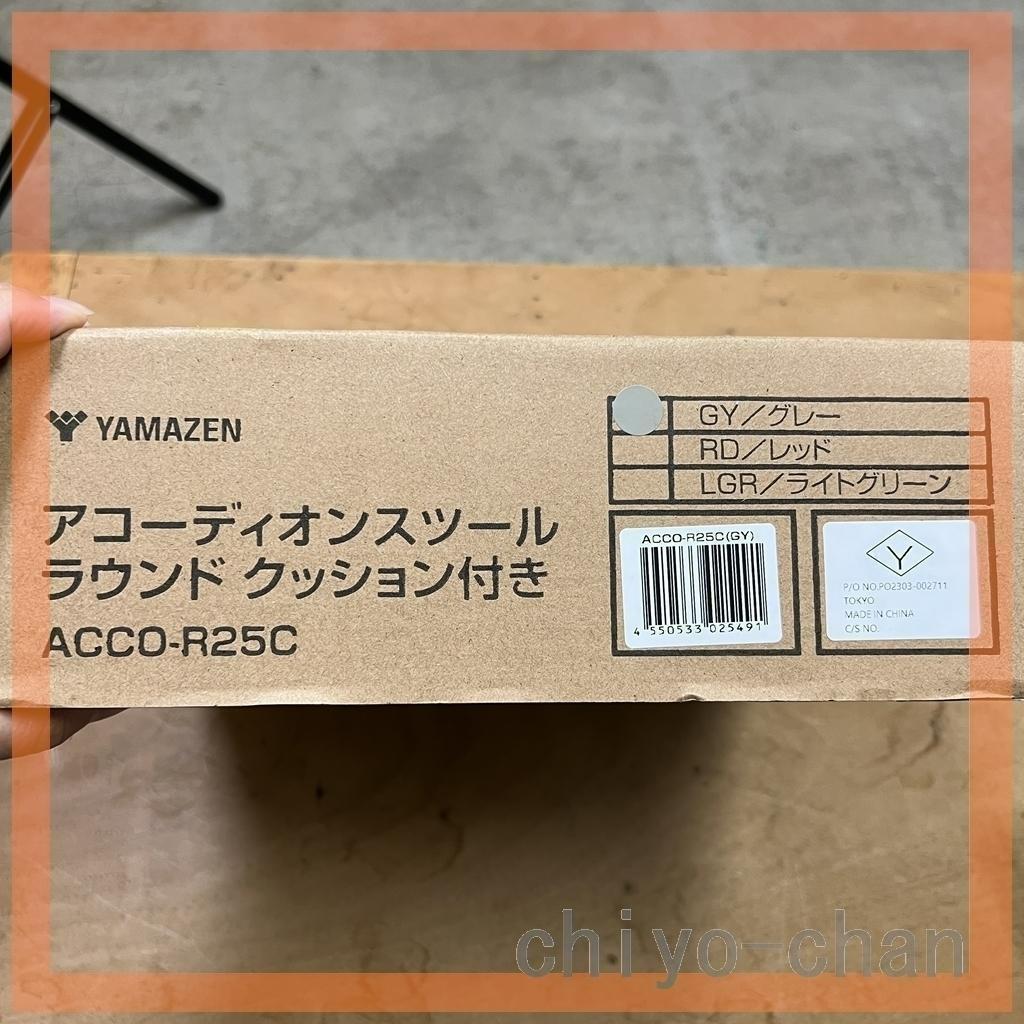 YAMAZEN
アコーディオンスツール
ラウンド クッション付き
ACCO-R25C
GY/グレー
RD/レッド
LGR/ライトグリーン
ACCO-R25C(GY)
4 550533 025491
Y
P/O NO.PO2303-002711
TOKYO
MADE IN CHINA
C/S NO.
chiyo-chan